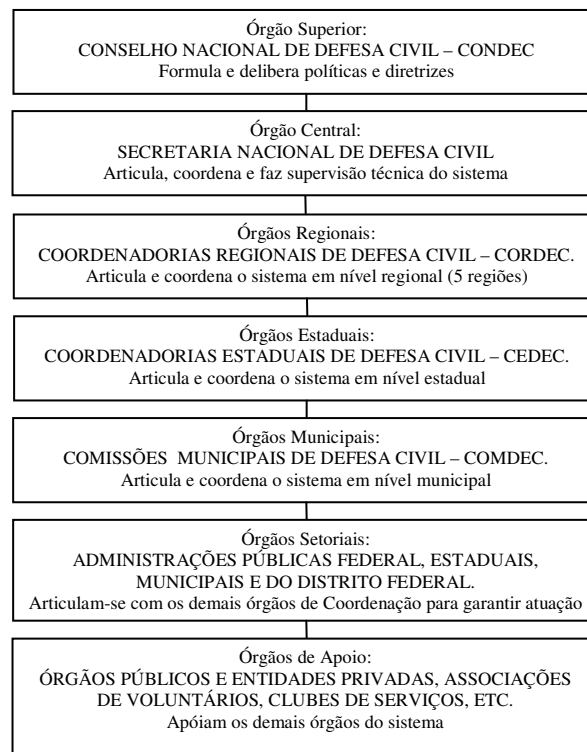 Órgão Superior:
CONSELHO NACIONAL DE DEFESA CIVIL – CONDEC
Formula e delibera políticas e diretrizes
Órgão Central:
SECRETARIA NACIONAL DE DEFESA CIVIL
Articula, coordena e faz supervisão técnica do sistema
Órgãos Regionais:
COORDENADORIAS REGIONAIS DE DEFESA CIVIL – CORDEC.
Articula e coordena o sistema em nível regional (5 regiões)
Órgãos Estaduais:
COORDENADORIAS ESTADUAIS DE DEFESA CIVIL – CEDEC.
Articula e coordena o sistema em nível estadual
Órgãos Municipais:
COMISSÕES MUNICIPAIS DE DEFESA CIVIL – COMDEC.
Articula e coordena o sistema em nível municipal
Órgãos Setoriais:
ADMINISTRAÇÕES PÚBLICAS FEDERAL, ESTADUAIS,
MUNICIPAIS E DO DISTRITO FEDERAL.
Articulam-se com os demais órgãos de Coordenação para garantir atuação
Órgãos de Apoio:
ÓRGÃOS PÚBLICOS E ENTIDADES PRIVADAS, ASSOCIAÇÕES
DE VOLUNTÁRIOS, CLUBES DE SERVIÇOS, ETC.
Apóiam os demais órgãos do sistema